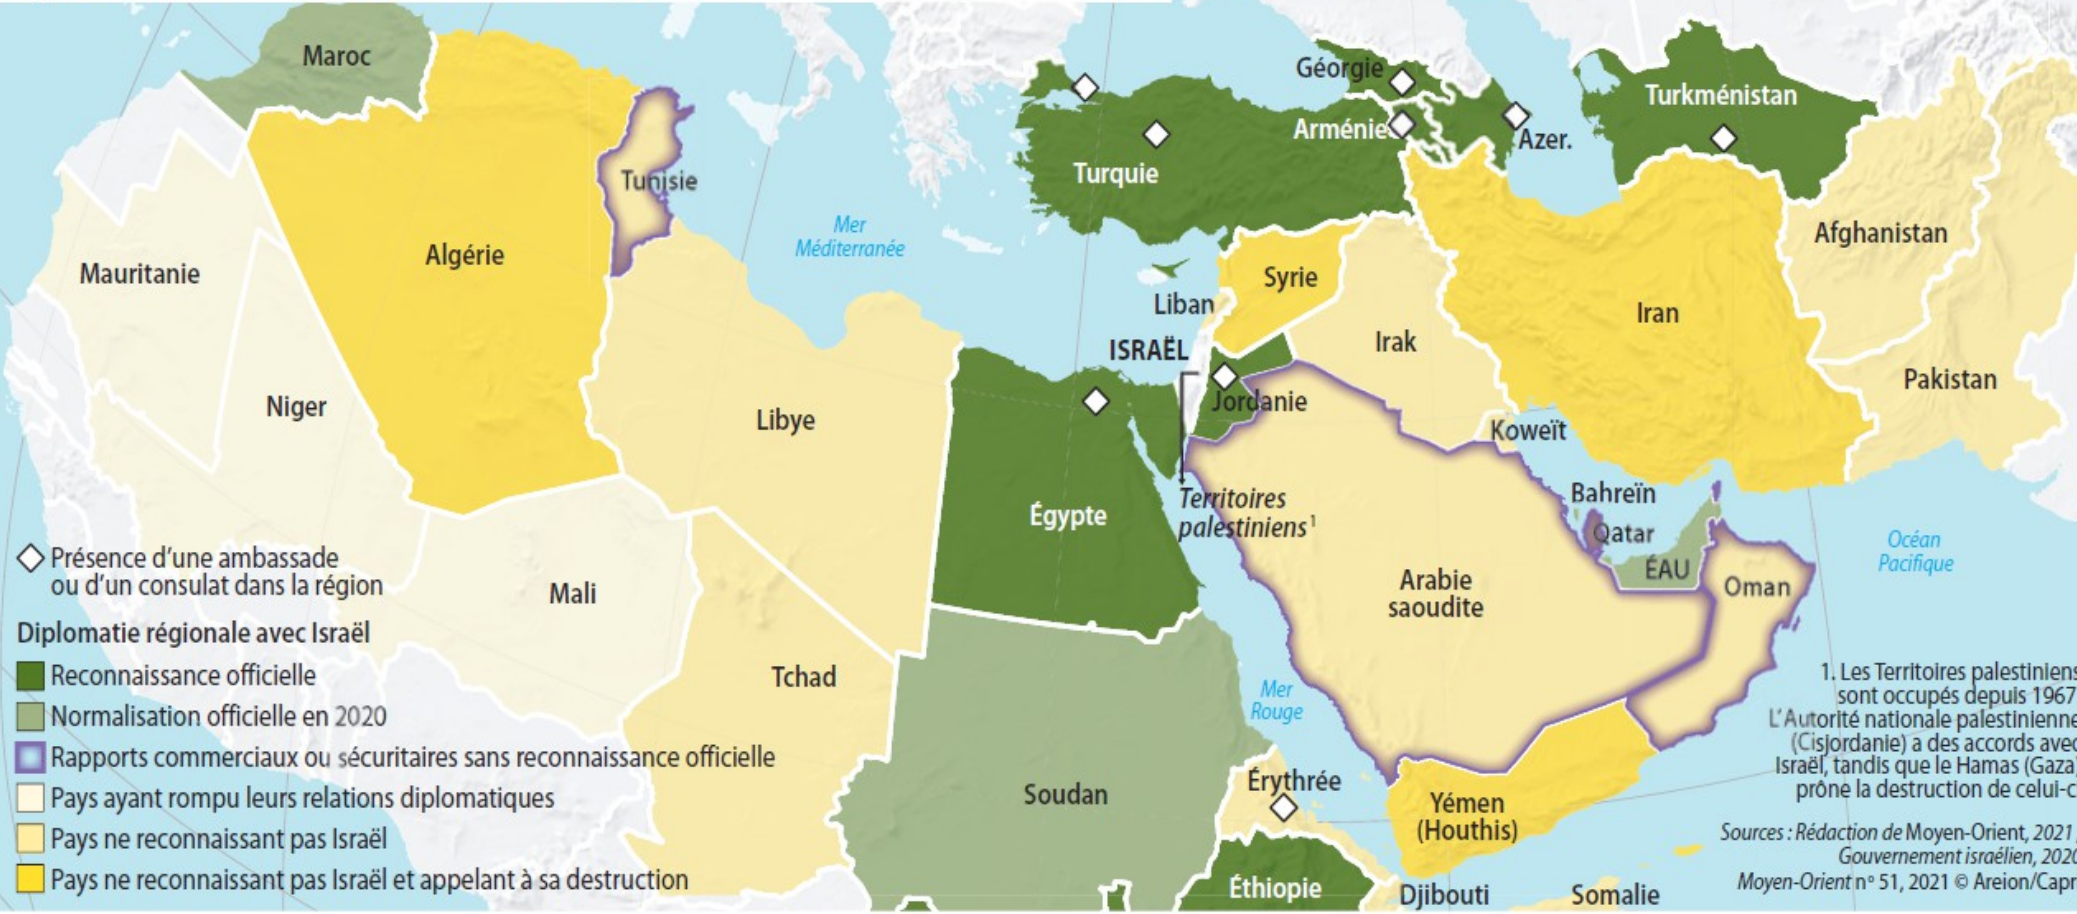 Maroc
Géorgie
Turkménistan
Arménie
Azer.
Turquie
Tunisie
Mer
Méditerranée
Algérie
Afghanistan
Mauritanie
Syrie
Liban
Iran
Irak
ISRAËL
Pakistan
Jordanie
Niger
Libye
Koweït
Bahreïn
Territoires
palestiniens¹
Égypte
Qatar
Océan
Pacifique
ÉAU
Arabie
saoudite
Oman
Mali
Tchad
Mer
Rouge
Soudan
Érythrée
Yémen
(Houthis)
Éthiopie
Djibouti
Somalie
Présence d'une ambassade
ou d'un consulat dans la région
Diplomatie régionale avec Israël
Reconnaissance officielle
Normalisation officielle en 2020
Rapports commerciaux ou sécuritaires sans reconnaissance officielle
Pays ayant rompu leurs relations diplomatiques
Pays ne reconnaissant pas Israël
Pays ne reconnaissant pas Israël et appelant à sa destruction
1. Les Territoires palestiniens
sont occupés depuis 1967
L'Autorité nationale palestinienne
(Cisjordanie) a des accords avec
Israël, tandis que le Hamas (Gaza)
prône la destruction de celui-c
Sources : Rédaction de Moyen-Orient, 2021 ;
Gouvernement israélien, 2020
Moyen-Orient nº 51, 2021 © Areion/Capr